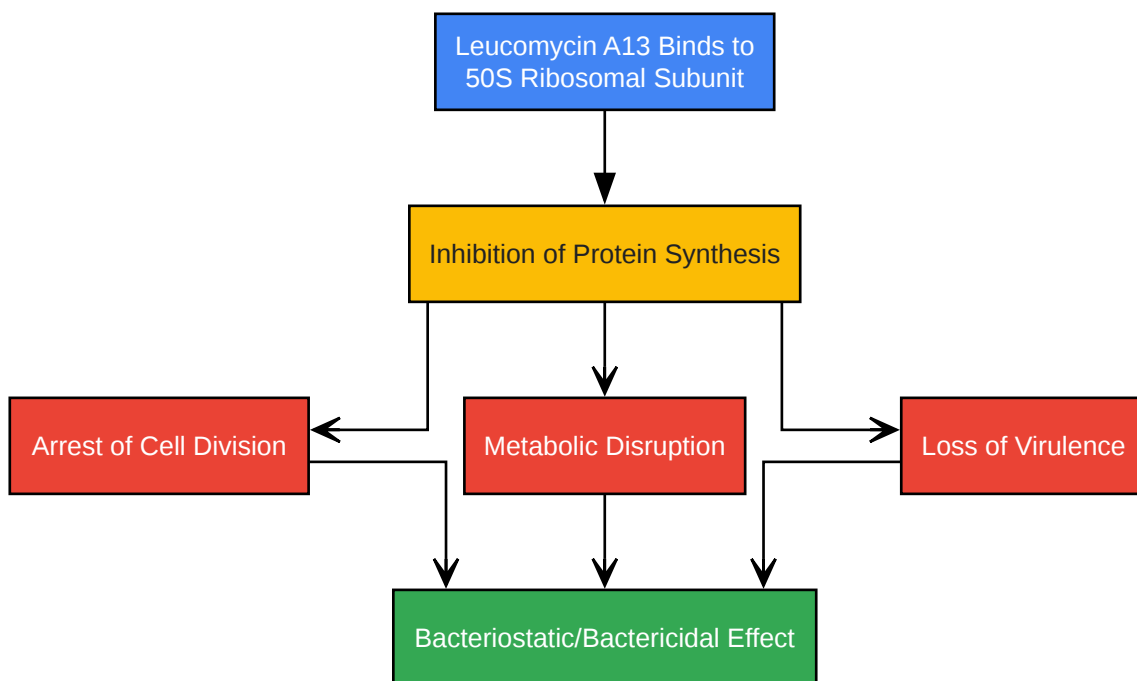 Leucomycin A13 Binds to
50S Ribosomal Subunit
Inhibition of Protein Synthesis
Arrest of Cell Division
Metabolic Disruption
Loss of Virulence
Bacteriostatic/Bactericidal Effect